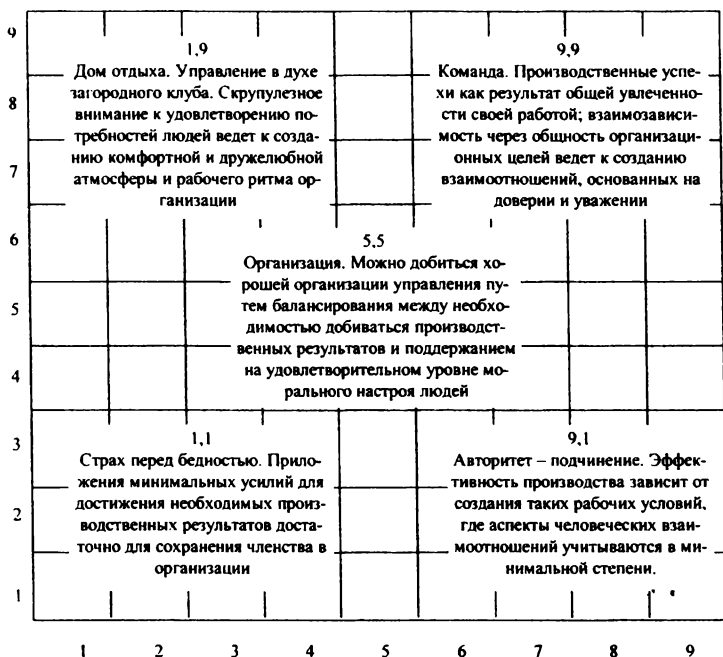 9
1,9
Дом отдыха. Управление в духе
загородного клуба. Скрупулезное
внимание к удовлетворению по-
требностей людей ведет к созда-
нию комфортной и дружелюбной
атмосферы и рабочего ритма ор-
ганизации
9,9
Команда. Производственные успе-
хи как результат общей увлеченно-
сти своей работой; взаимозависи-
мость через общность организаци-
онных целей ведет к созданию
взаимоотношений, основанных на
доверии и уважении
8
7
6
5,5
Организация. Можно добиться хо-
рошей организации управления пу-
тем балансирования между необхо-
димостью добиваться производст-
венных результатов и поддержанием
на удовлетворительном уровне мо-
рального настроя людей
5
4
3
1,1
Страх перед бедностью. Прило-
жения минимальных усилий для
достижения необходимых произ-
водственных результатов доста-
точно для сохранения членства в
организации
9,1
Авторитет – подчинение. Эффек-
тивность производства зависит от
создания таких рабочих условий,
где аспекты человеческих взаи-
моотношений учитываются в ми-
нимальной степени.
2
1
1 2 3 4 5 6 7 8 9